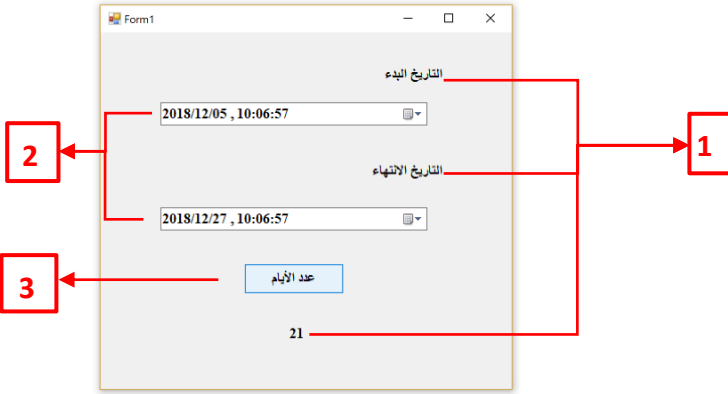 Form1
التاريخ البدء
2018/12/05 , 10:06:57
1
2
التاريخ الانتهاء
2018/12/27 , 10:06:57
3
عدد الأيام
21